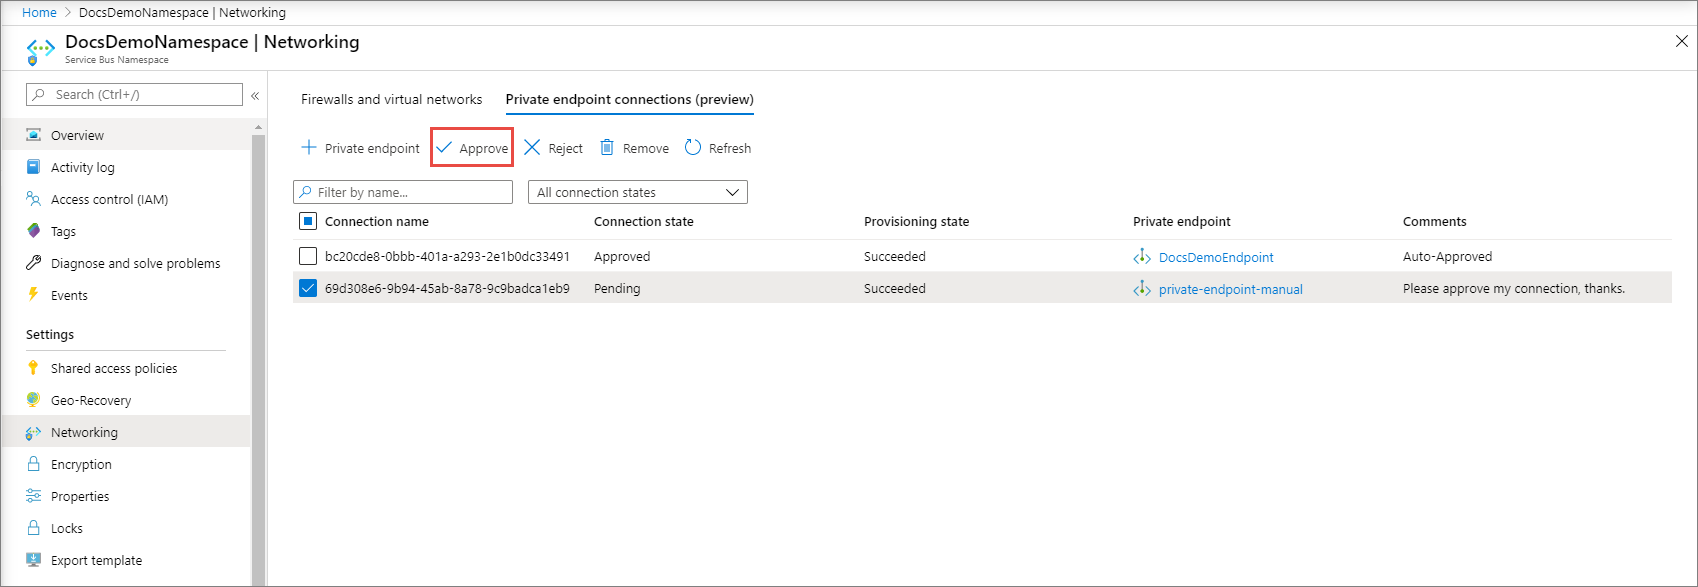 Home > DocsDemoNamespace | Networking
DocsDemoNamespace | Networking
Service Bus Namespace
Search (Ctrl+/)
«
Overview
Activity log
Access control (IAM)
Tags
Diagnose and solve problems
Events
Settings
Shared access policies
Geo-Recovery
Networking
Encryption
Properties
Locks
Export template
Firewalls and virtual networks Private endpoint connections (preview)
Private endpoint Approve Reject Remove Refresh
Filter by name... All connection states
Connection name Connection state Provisioning state Private endpoint Comments
bc20cde8-0bbb-401a-a293-2e1b0dc33491 Approved Succeeded DocsDemoEndpoint Auto-Approved
69d308e6-9b94-45ab-8a78-9c9badca1eb9 Pending Succeeded private-endpoint-manual Please approve my connection, thanks.